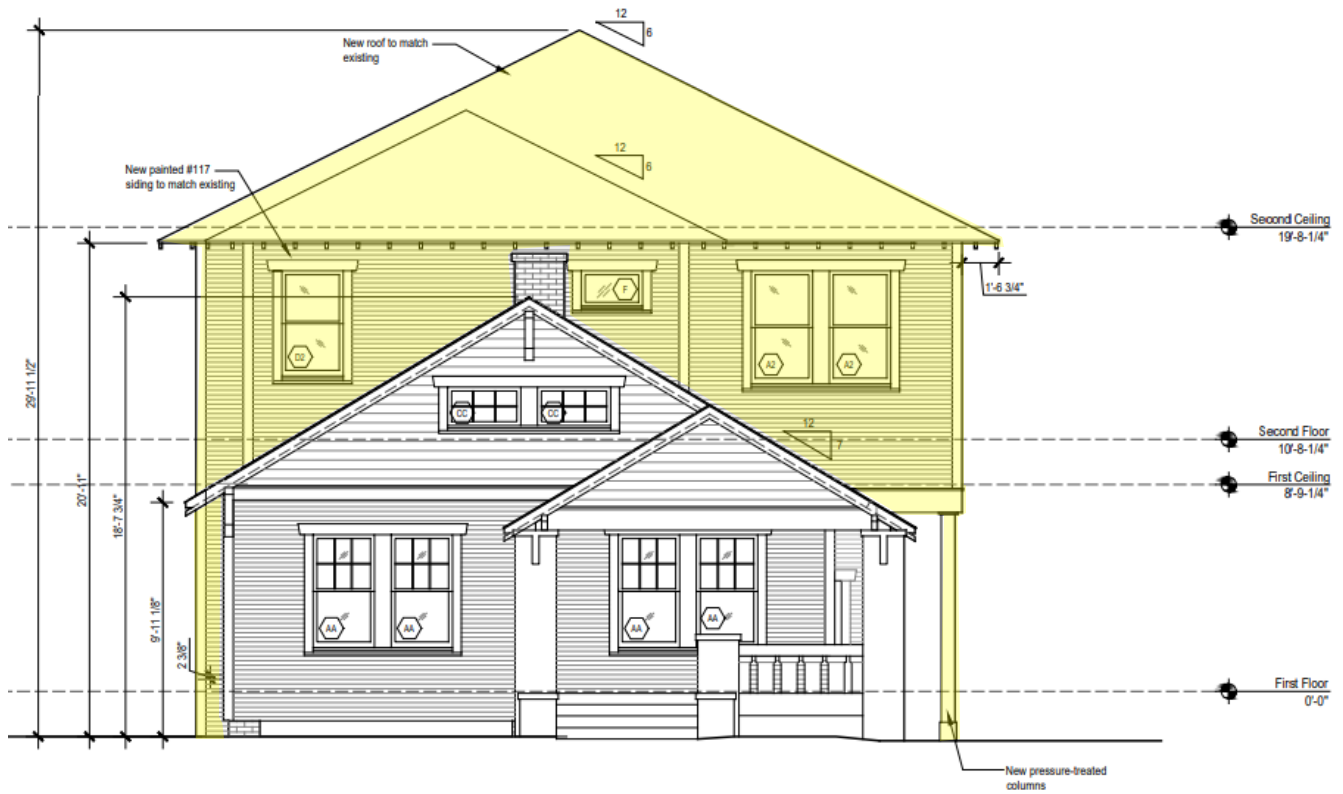 12
6
New roof to match
existing
12
6
New painted #117
siding to match existing
Second Ceiling
19'-8-1/4"
1'-6 3/4"
F
D2
A2
A2
29'-11 1/2"
20'-11"
18'-7 3/4"
9'-11 1/8"
2 3/8"
CC
CC
12
7
Second Floor
10'-8-1/4"
First Ceiling
8'-9-1/4"
AA
AA
AA
AA
First Floor
0'-0"
New pressure-treated
columns